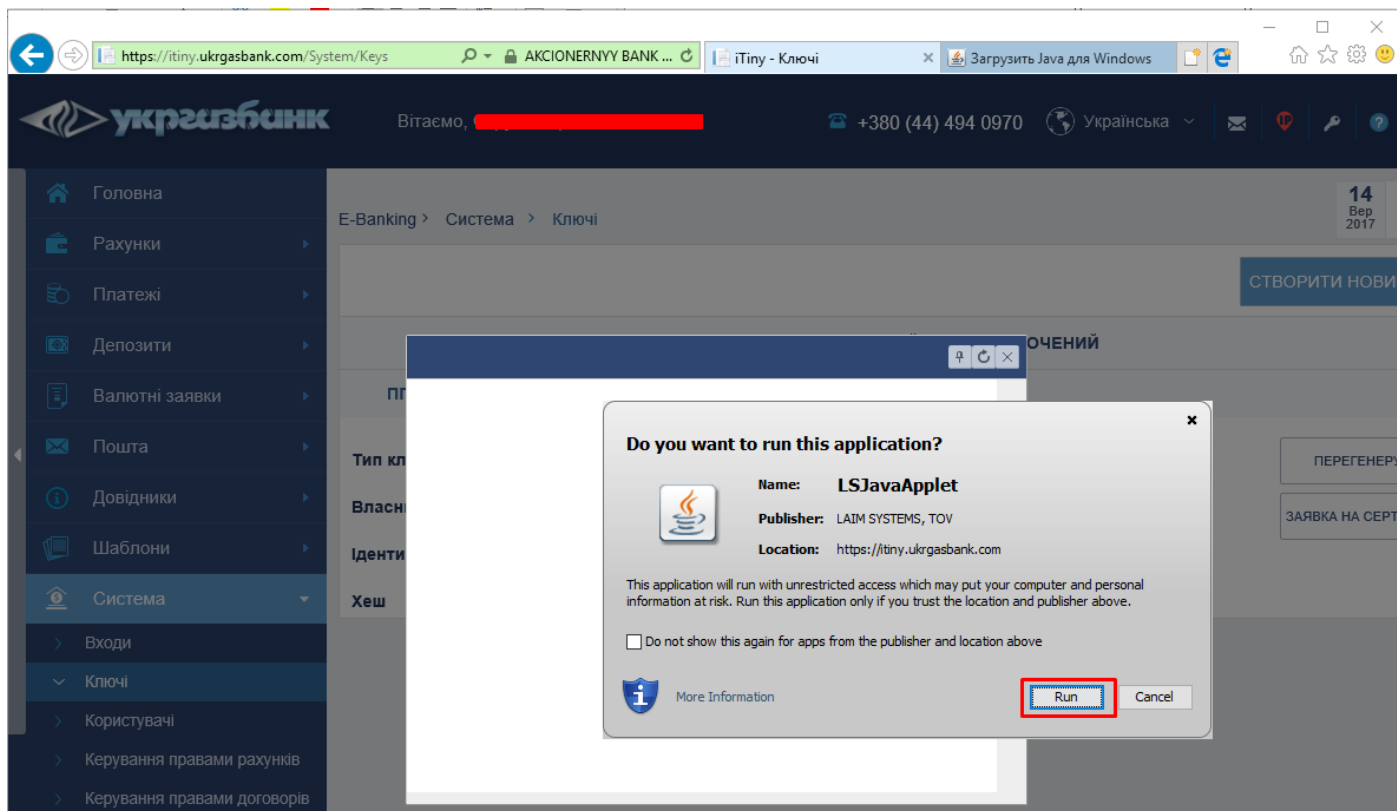 https://itiny.ukrgasbank.com/System/Keys
AKCIONERNYY BANK ...
iTiny - Ключі
Загрузить Java для Windows
укргазбанк
Вітаємо,
+380 (44) 494 0970
Українська
Головна
Рахунки
Платежі
Депозити
Валютні заявки
Пошта
Довідники
Шаблони
Система
Входи
Ключі
Користувачі
Керування правами рахунків
Керування правами договорів
E-Banking > Система > Ключі
14
Вер
2017
СТВОРИТИ НОВИ
ОЧЕНИЙ
Тип кл
Власн
Іденти
Хеш
ПЕРЕГЕНЕРУ
ЗАЯВКА НА СЕРТ
Do you want to run this application?
Name: LSJavaApplet
Publisher: LAIM SYSTEMS, TOV
Location: https://itiny.ukrgasbank.com
This application will run with unrestricted access which may put your computer and personal
information at risk. Run this application only if you trust the location and publisher above.
Do not show this again for apps from the publisher and location above
More Information
Run
Cancel